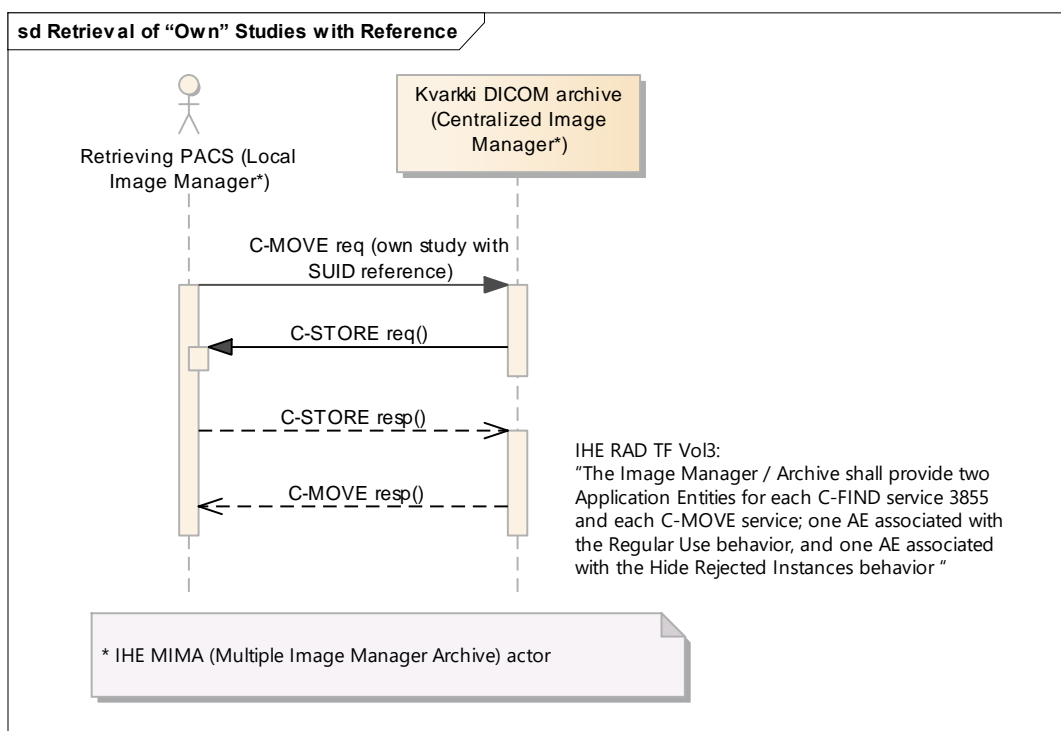 sd Retrieval of “Own” Studies with Reference
Kvarkki DICOM archive
(Centralized Image
Manager*)
Retrieving PACS (Local
Image Manager*)
C-MOVE req (own study with
SUID reference)
C-STORE req()
C-STORE resp()
C-MOVE resp()
IHE RAD TF Vol3:
“The Image Manager / Archive shall provide two
Application Entities for each C-FIND service 3855
and each C-MOVE service; one AE associated with
the Regular Use behavior, and one AE associated
with the Hide Rejected Instances behavior “
* IHE MIMA (Multiple Image Manager Archive) actor